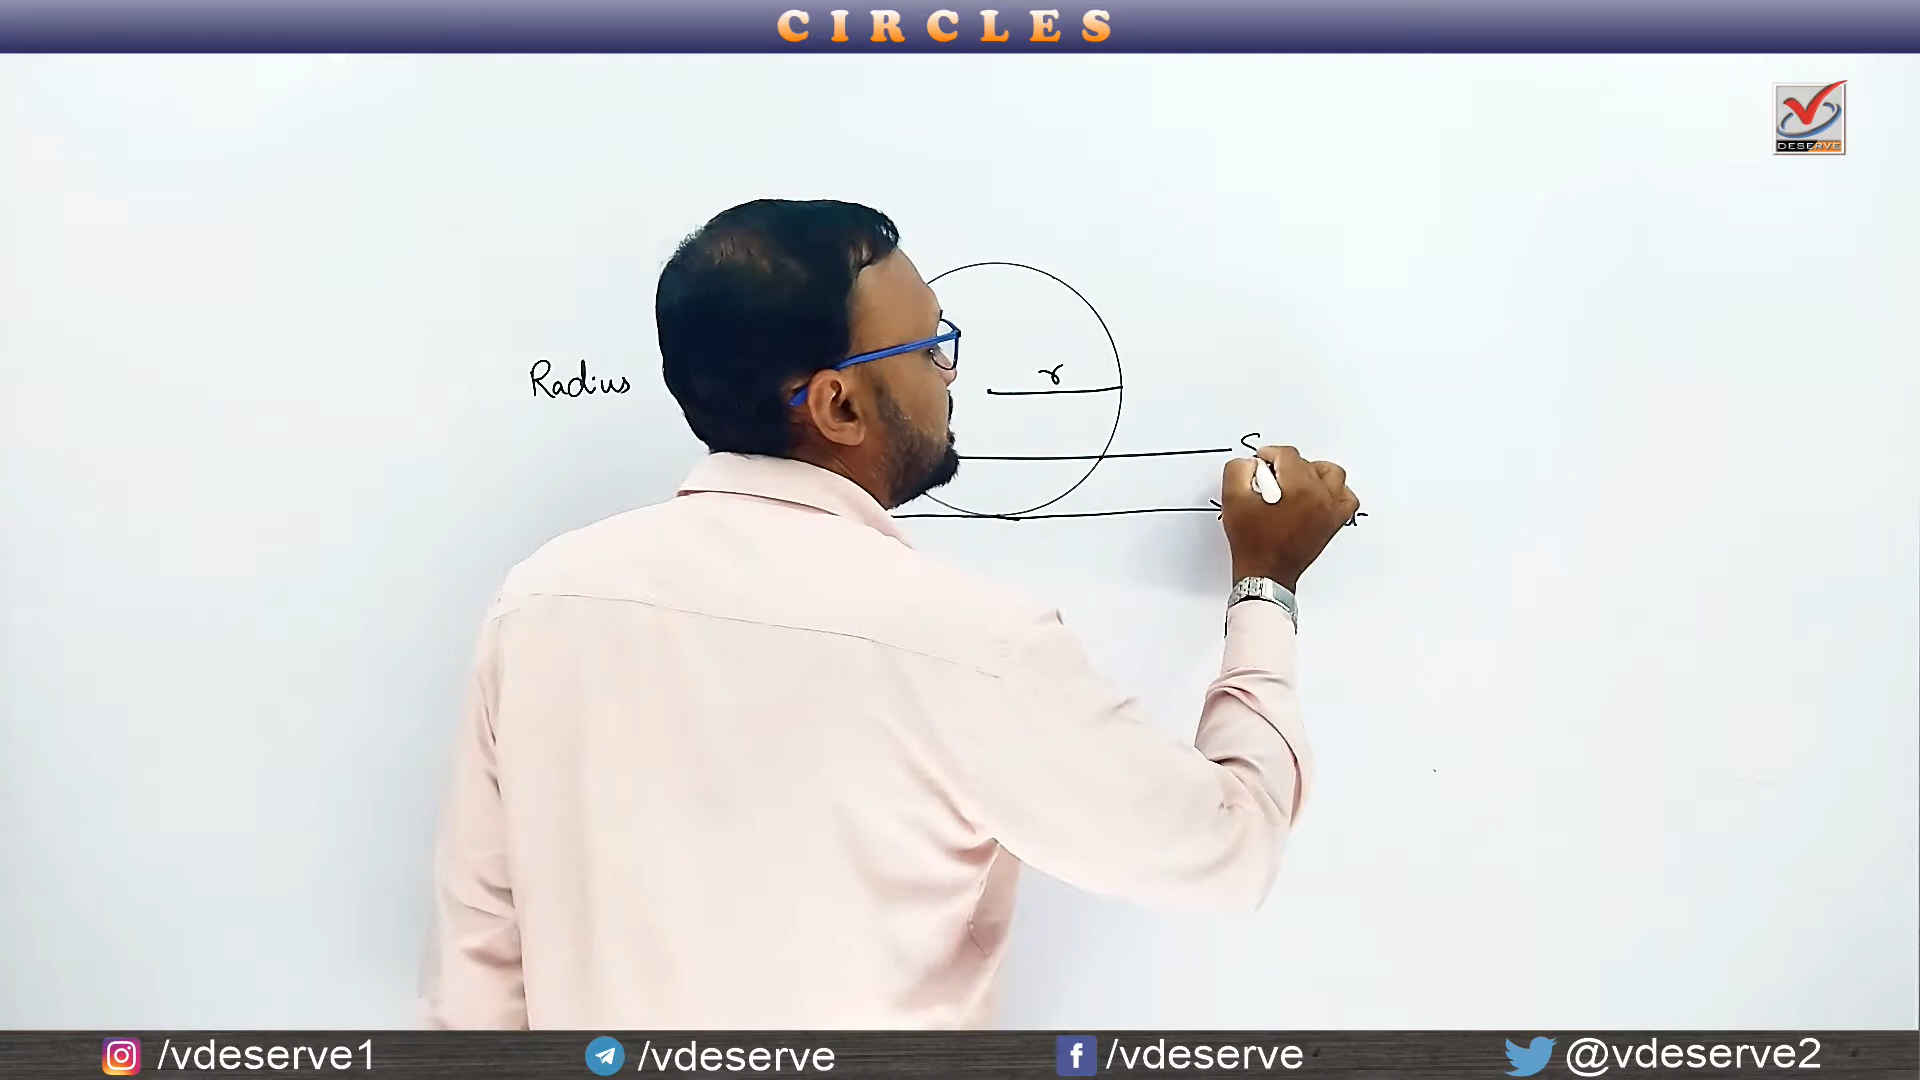 CIRCLES
DESERVE
r
Radius
S
/vdeserve1
/vdeserve
/vdeserve
@vdeserve2